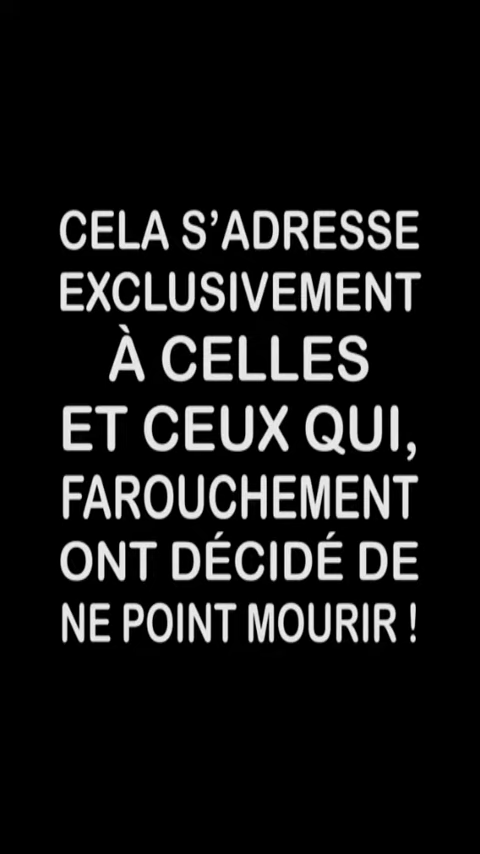 CELA S’ADRESSE
EXCLUSIVEMENT
À CELLES
ET CEUX QUI,
FAROUCHEMENT
ONT DÉCIDÉ DE
NE POINT MOURIR !